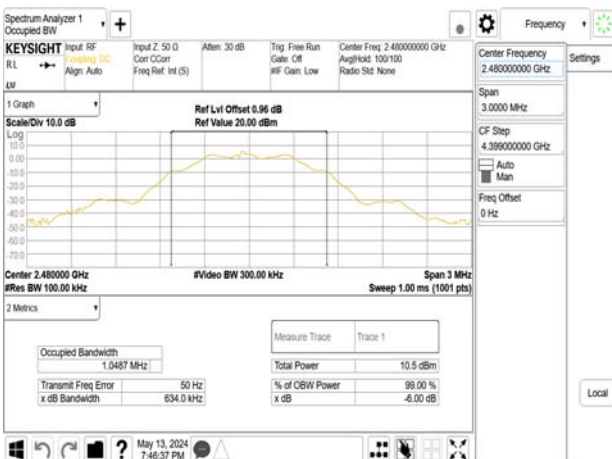 Spectrum Analyzer 1
Occupied BW
Frequency
KEYSIGHT
RL
Input: RF
Coupling: DC
Align: Auto
Input Z: 50 Ω
Corr CCorr
Freq Ref: Int (S)
Atten: 30 dB
Trig: Free Run
Gate: Off
#IF Gain: Low
Center Freq: 2.480000000 GHz
Avg|Hold: 100/100
Radio Std: None
Center Frequency
2.480000000 GHz
Settings
Span
3.0000 MHz
CF Step
4.399000000 GHz
Auto
Man
Freq Offset
0 Hz
Local
1 Graph
Scale/Div 10.0 dB
Ref Lvl Offset 0.96 dB
Ref Value 20.00 dBm
Log
10.0
0.00
-10.0
-20.0
-30.0
-40.0
-50.0
-60.0
-70.0
Center 2.480000 GHz
#Res BW 100.00 kHz
#Video BW 300.00 kHz
Span 3 MHz
Sweep 1.00 ms (1001 pts)
2 Metrics
Measure Trace
Trace 1
Occupied Bandwidth
1.0487 MHz
Total Power
10.5 dBm
Transmit Freq Error
50 Hz
% of OBW Power
99.00 %
x dB Bandwidth
634.0 kHz
x dB
-6.00 dB
May 13, 2024
7:46:37 PM